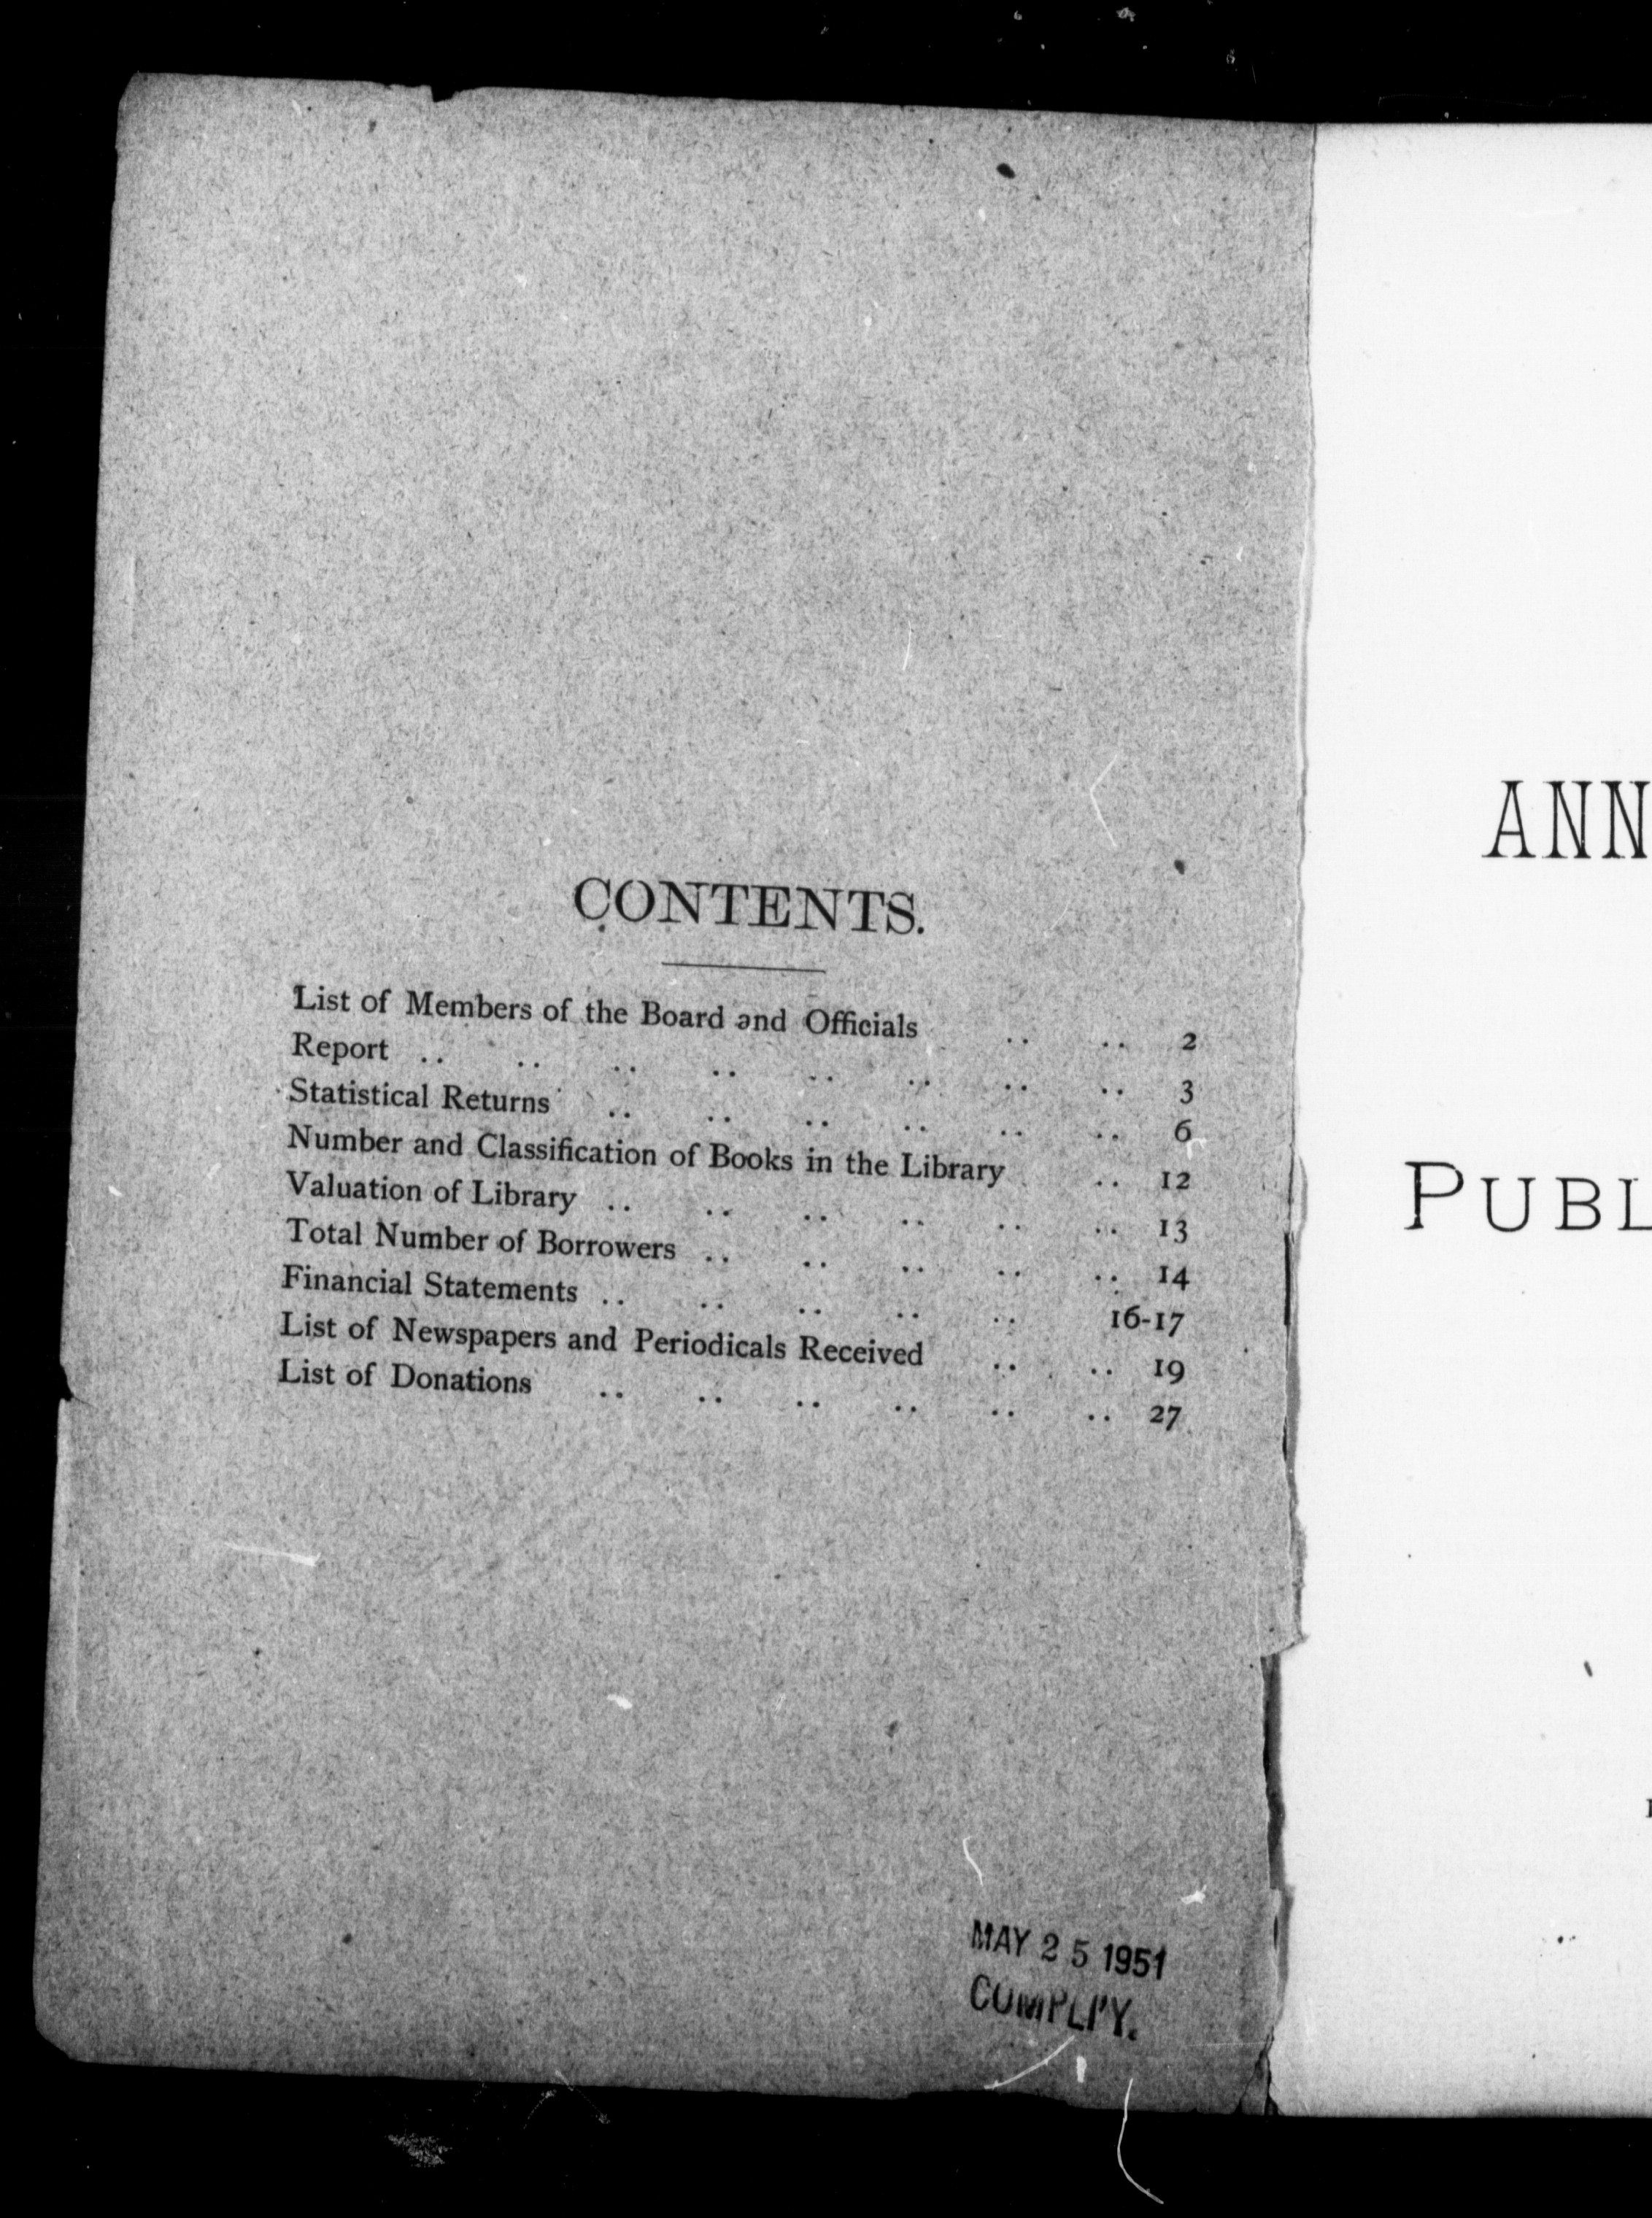 CONTENTS.
List of Members of the Board and Officials .. .. 2
Report .. .. .. .. .. .. .. .. 3
Statistical Returns .. .. .. .. .. .. 6
Number and Classification of Books in the Library .. 12
Valuation of Library .. .. .. .. .. .. 13
Total Number of Borrowers .. .. .. .. .. 14
Financial Statements .. .. .. .. .. 16-17
List of Newspapers and Periodicals Received .. .. 19
List of Donations .. .. .. .. .. .. 27
MAY 25 1951
ANN
PUBL